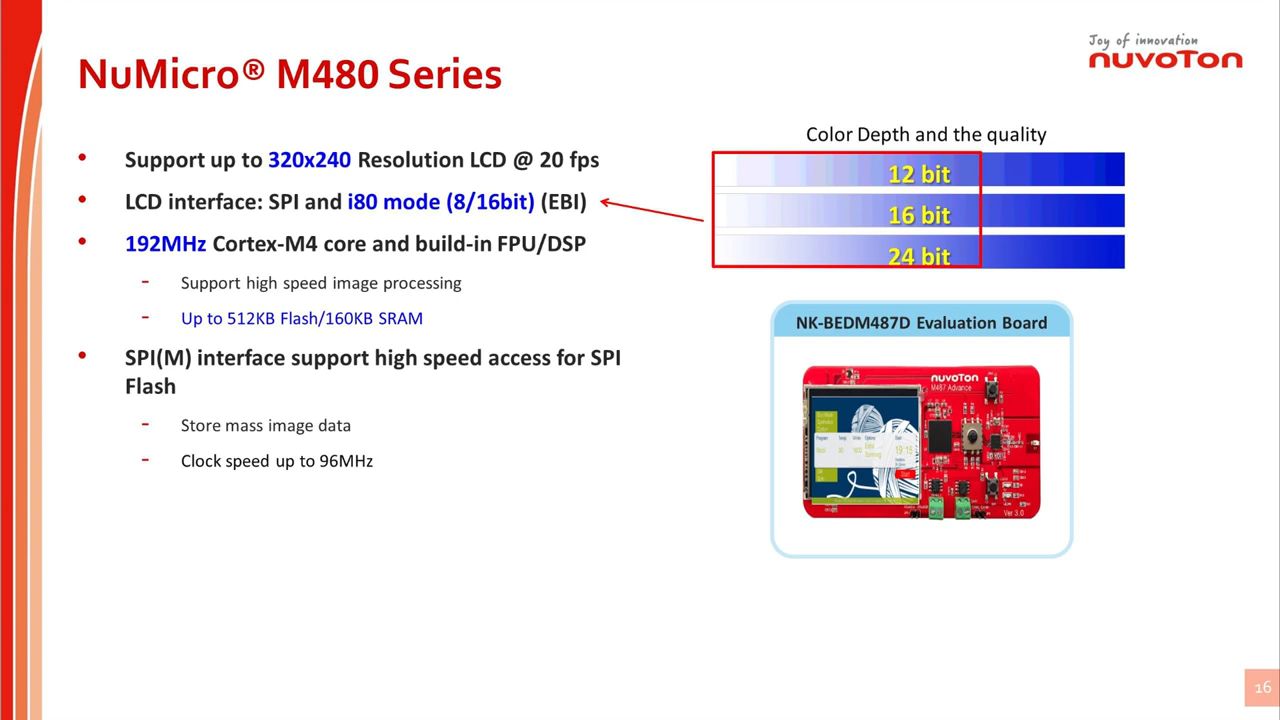 Joy of innovation
nuvoTon
NuMicro® M480 Series
• Support up to 320x240 Resolution LCD @ 20 fps
• LCD interface: SPI and i80 mode (8/16bit) (EBI)
• 192MHz Cortex-M4 core and build-in FPU/DSP
- Support high speed image processing
- Up to 512KB Flash/160KB SRAM
• SPI(M) interface support high speed access for SPI
Flash
- Store mass image data
- Clock speed up to 96MHz
Color Depth and the quality
12 bit
16 bit
24 bit
NK-BEDM487D Evaluation Board
nuvoTon
M487 Advance
Ver 3.0
16